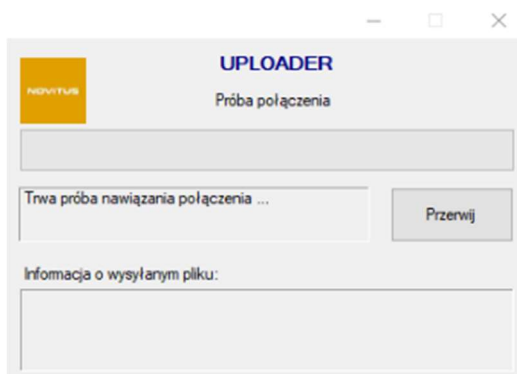 UPLOADER
NOVITUS
Próba połączenia
Trwa próba nawiązania połączenia ...
Przerwij
Informacja o wysyłanym pliku: